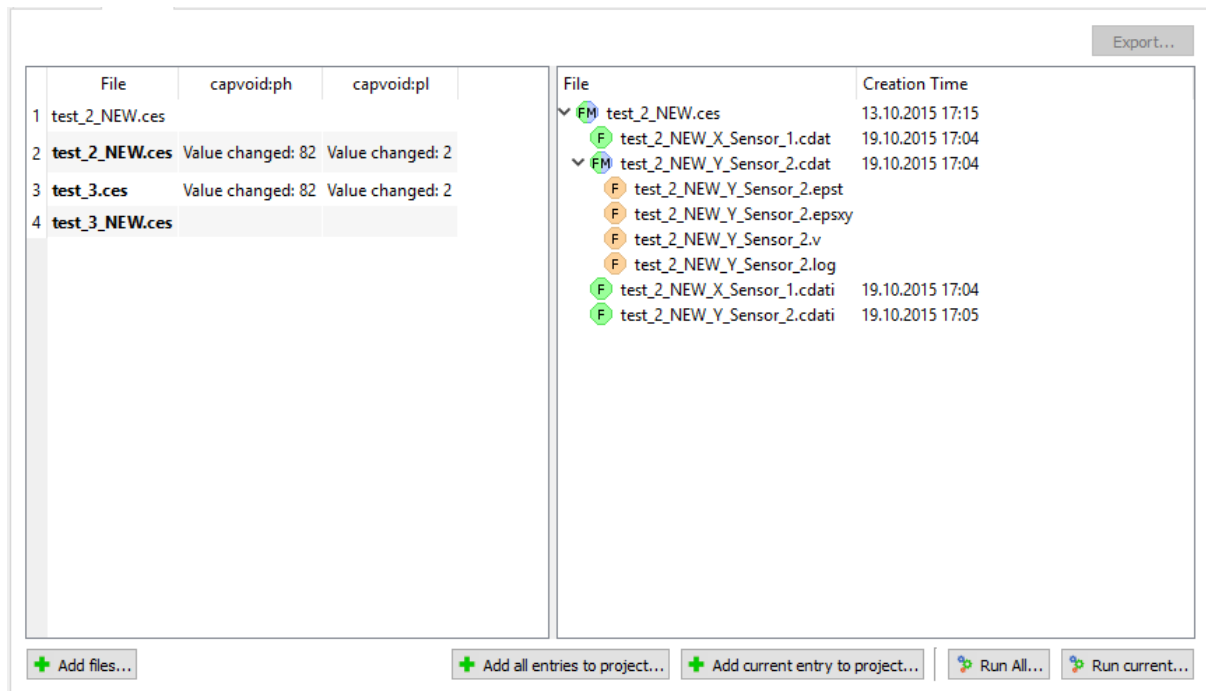 Export...
File capvoid:ph capvoid:pl
1 test_2_NEW.ces
2 test_2_NEW.ces Value changed: 82 Value changed: 2
3 test_3.ces Value changed: 82 Value changed: 2
4 test_3_NEW.ces
File Creation Time
FM test_2_NEW.ces 13.10.2015 17:15
F test_2_NEW_X_Sensor_1.cdat 19.10.2015 17:04
FM test_2_NEW_Y_Sensor_2.cdat 19.10.2015 17:04
F test_2_NEW_Y_Sensor_2.epst
F test_2_NEW_Y_Sensor_2.epsxy
F test_2_NEW_Y_Sensor_2.v
F test_2_NEW_Y_Sensor_2.log
F test_2_NEW_X_Sensor_1.cdati 19.10.2015 17:04
F test_2_NEW_Y_Sensor_2.cdati 19.10.2015 17:05
Add files... Add all entries to project... Add current entry to project... Run All... Run current...